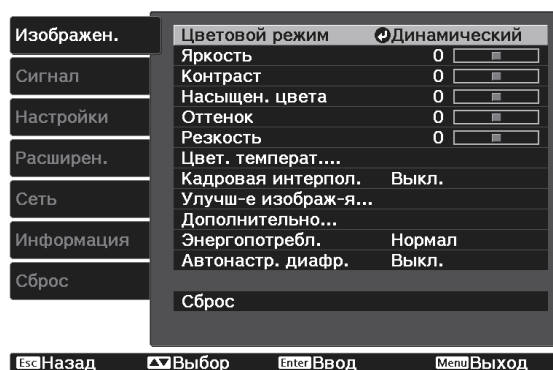 Изображен.
Сигнал
Настройки
Расширен.
Сеть
Информация
Сброс
Цветовой режим Динамический
Яркость 0
Контраст 0
Насыщен. цвета 0
Оттенок 0
Резкость 0
Цвет. температ....
Кадровая интерпол. Выкл.
Улучш-е изображ-я...
Дополнительно...
Энергопотребл. Нормал
Автонастр. диафр. Выкл.
Сброс
Esc Назад Выбор Enter Ввод Menu Выход